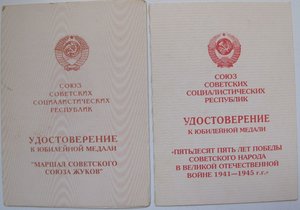 СОЮЗ
СОВЕТСКИХ
СОЦИАЛИСТИЧЕСКИХ
РЕСПУБЛИК
УДОСТОВЕРЕНИЕ
К ЮБИЛЕЙНОЙ МЕДАЛИ
"МАРШАЛ СОВЕТСКОГО
СОЮЗА ЖУКОВ"
СОЮЗ
СОВЕТСКИХ
СОЦИАЛИСТИЧЕСКИХ
РЕСПУБЛИК
УДОСТОВЕРЕНИЕ
К ЮБИЛЕЙНОЙ МЕДАЛИ
«ПЯТЬДЕСЯТ ПЯТЬ ЛЕТ ПОБЕДЫ
СОВЕТСКОГО НАРОДА
В ВЕЛИКОЙ ОТЕЧЕСТВЕННОЙ
ВОЙНЕ 1941—1945 г.г.»